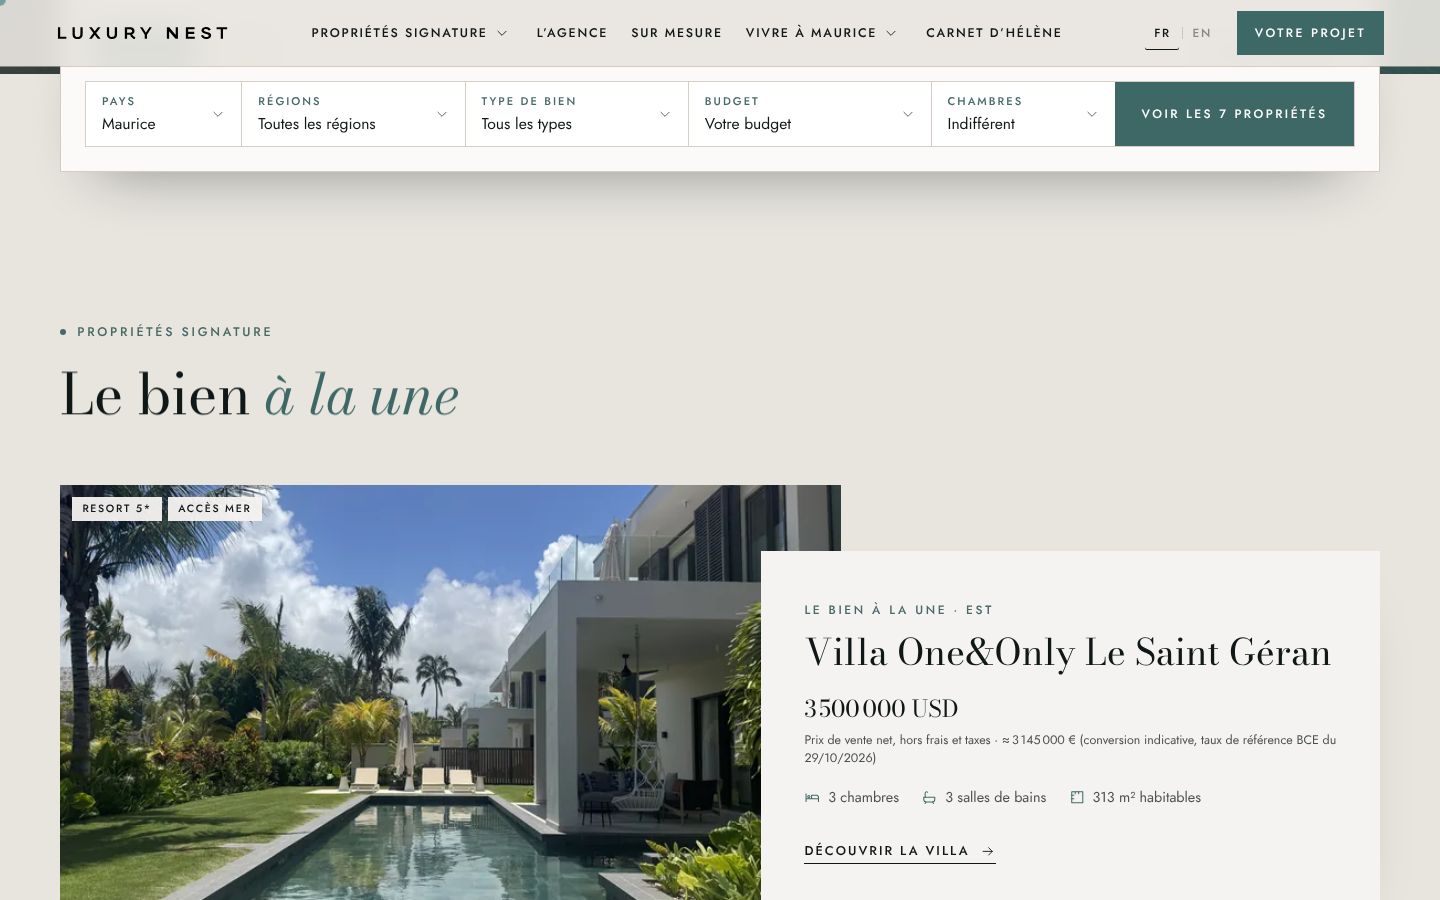 LUXURY NEST
PROPRIÉTÉS SIGNATURE
L’AGENCE
SUR MESURE
VIVRE À MAURICE
CARNET D’HÉLÈNE
FR
EN
VOTRE PROJET
PAYS
Maurice
RÉGIONS
Toutes les régions
TYPE DE BIEN
Tous les types
BUDGET
Votre budget
CHAMBRES
Indifférent
VOIR LES 7 PROPRIÉTÉS
PROPRIÉTÉS SIGNATURE
Le bien à la une
RESORT 5*
ACCÈS MER
LE BIEN À LA UNE · EST
Villa One&Only Le Saint Géran
3 500 000 USD
Prix de vente net, hors frais et taxes · ≈ 3 145 000 € (conversion indicative, taux de référence BCE du
29/10/2026)
3 chambres
3 salles de bains
313 m² habitables
DÉCOUVRIR LA VILLA →